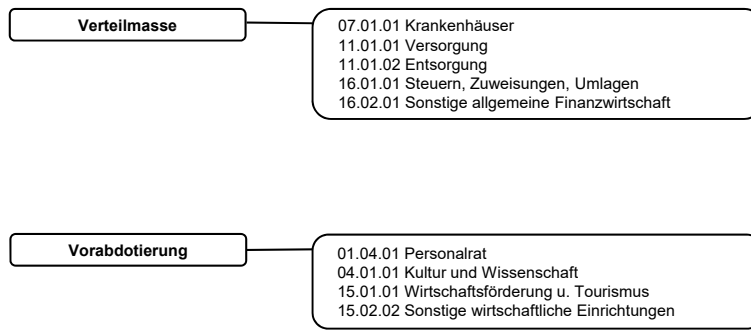 Verteilmasse
07.01.01 Krankenhäuser
11.01.01 Versorgung
11.01.02 Entsorgung
16.01.01 Steuern, Zuweisungen, Umlagen
16.02.01 Sonstige allgemeine Finanzwirtschaft
Vorabdotierung
01.04.01 Personalrat
04.01.01 Kultur und Wissenschaft
15.01.01 Wirtschaftsförderung u. Tourismus
15.02.02 Sonstige wirtschaftliche Einrichtungen